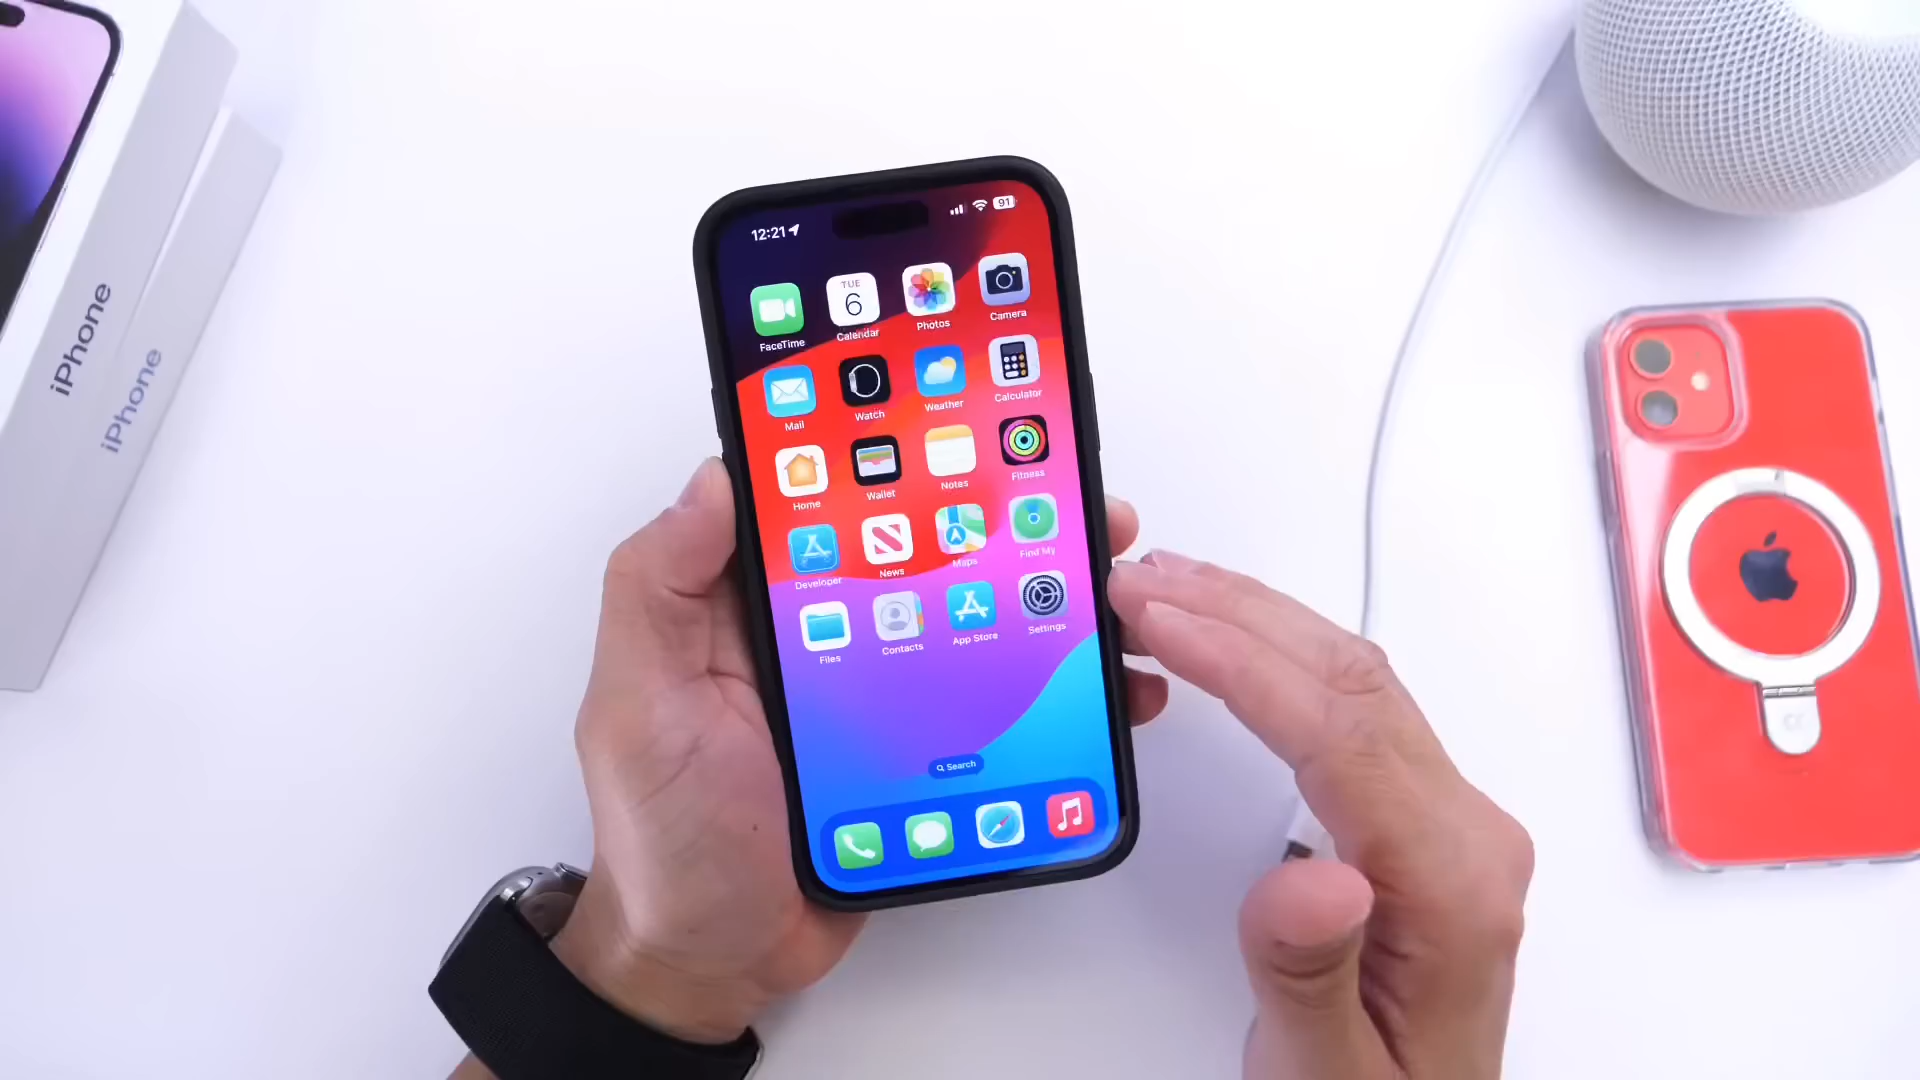 iPhone
iPhone
12:21
91
FaceTime
TUE
6
Calendar
Photos
Camera
Mail
Watch
Weather
Calculator
Home
Wallet
Notes
Fitness
Developer
News
Maps
Find My
Files
Contacts
App Store
Settings
Search